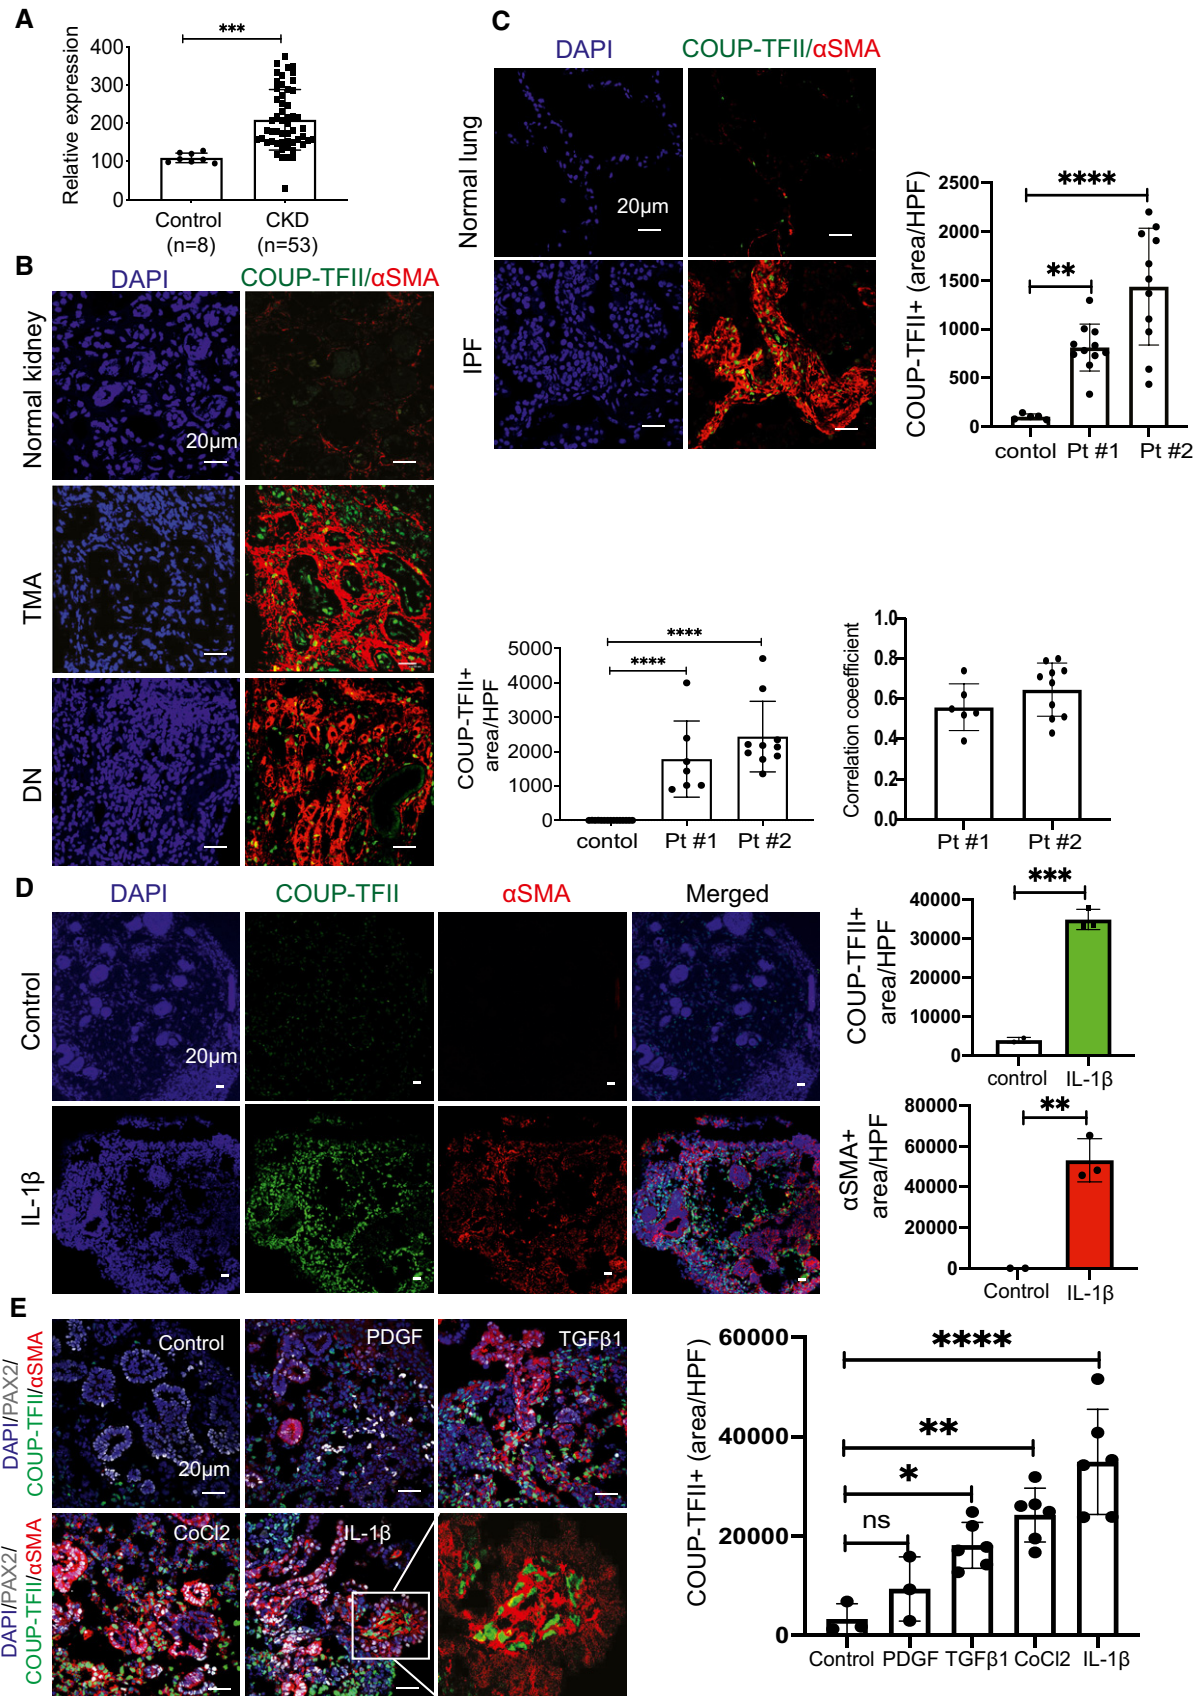 A
***
400
300
200
100
0
Relative expression
Control
(n=8)
CKD
(n=53)
B
DAPI
COUP-TFII/αSMA
Normal kidney
20µm
TMA
DN
COUP-TFII+
area/HPF
5000
4000
3000
2000
1000
0
****
****
contol
Pt #1
Pt #2
Correlation coeefficient
1.0
0.8
0.6
0.4
0.2
0.0
Pt #1
Pt #2
C
DAPI
COUP-TFII/αSMA
Normal lung
20µm
IPF
COUP-TFII+ (area/HPF)
2500
2000
1500
1000
500
0
****
**
contol
Pt #1
Pt #2
D
DAPI
COUP-TFII
αSMA
Merged
Control
20µm
IL-1β
COUP-TFII+
area/HPF
40000
30000
20000
10000
0
***
control
IL-1β
αSMA+
area/HPF
80000
60000
40000
20000
0
**
Control
IL-1β
E
DAPI/PAX2/
COUP-TFII/αSMA
Control
20µm
PDGF
TGFβ1
DAPI/PAX2/
COUP-TFII/αSMA
CoCl2
IL-1β
COUP-TFII+ (area/HPF)
60000
40000
20000
0
****
**
*
ns
Control
PDGF
TGFβ1
CoCl2
IL-1β